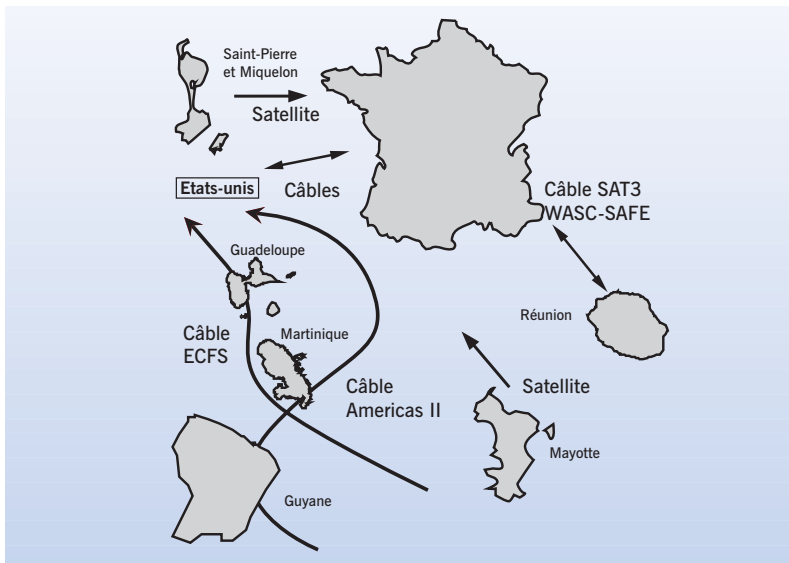 Saint-Pierre
et Miquelon
Satellite
Etats-unis
Câbles
Câble SAT3
WASC-SAFE
Guadeloupe
Réunion
Câble
ECFS
Martinique
Câble
Americas II
Satellite
Mayotte
Guyane